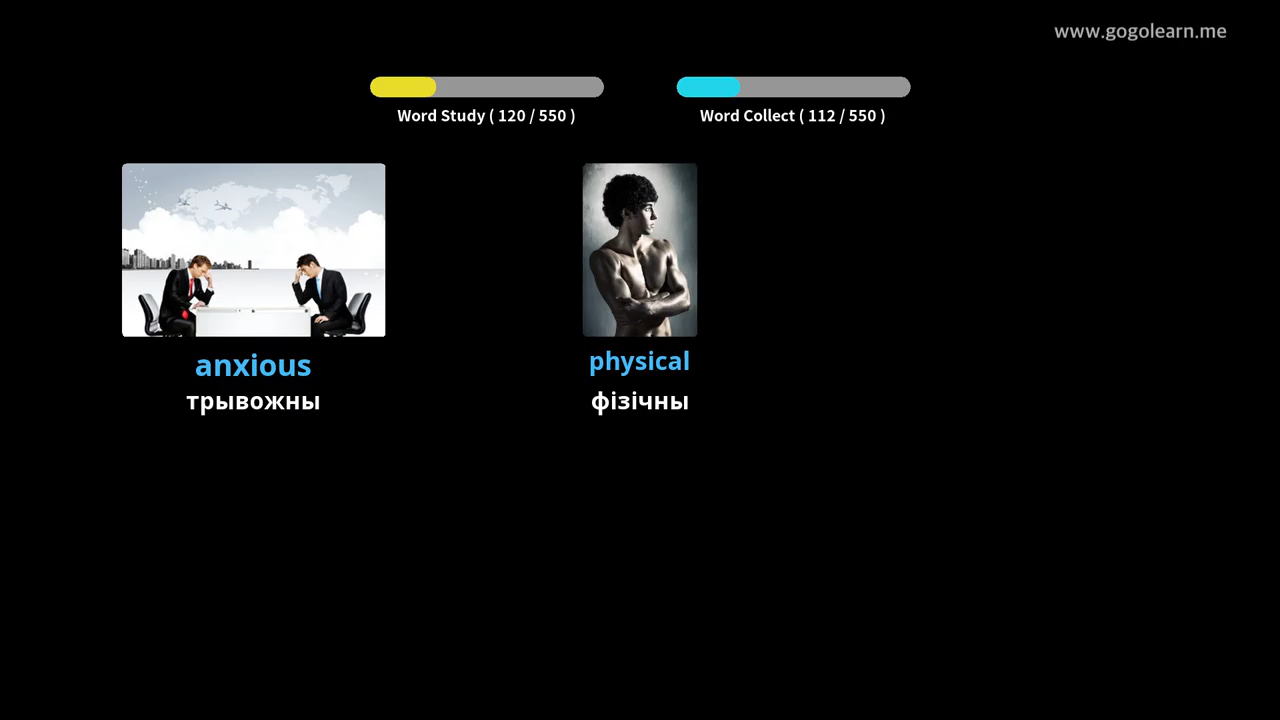 www.gogolearn.me
Word Study ( 120 / 550 )
Word Collect ( 112 / 550 )
anxious
трывожны
physical
фізічны